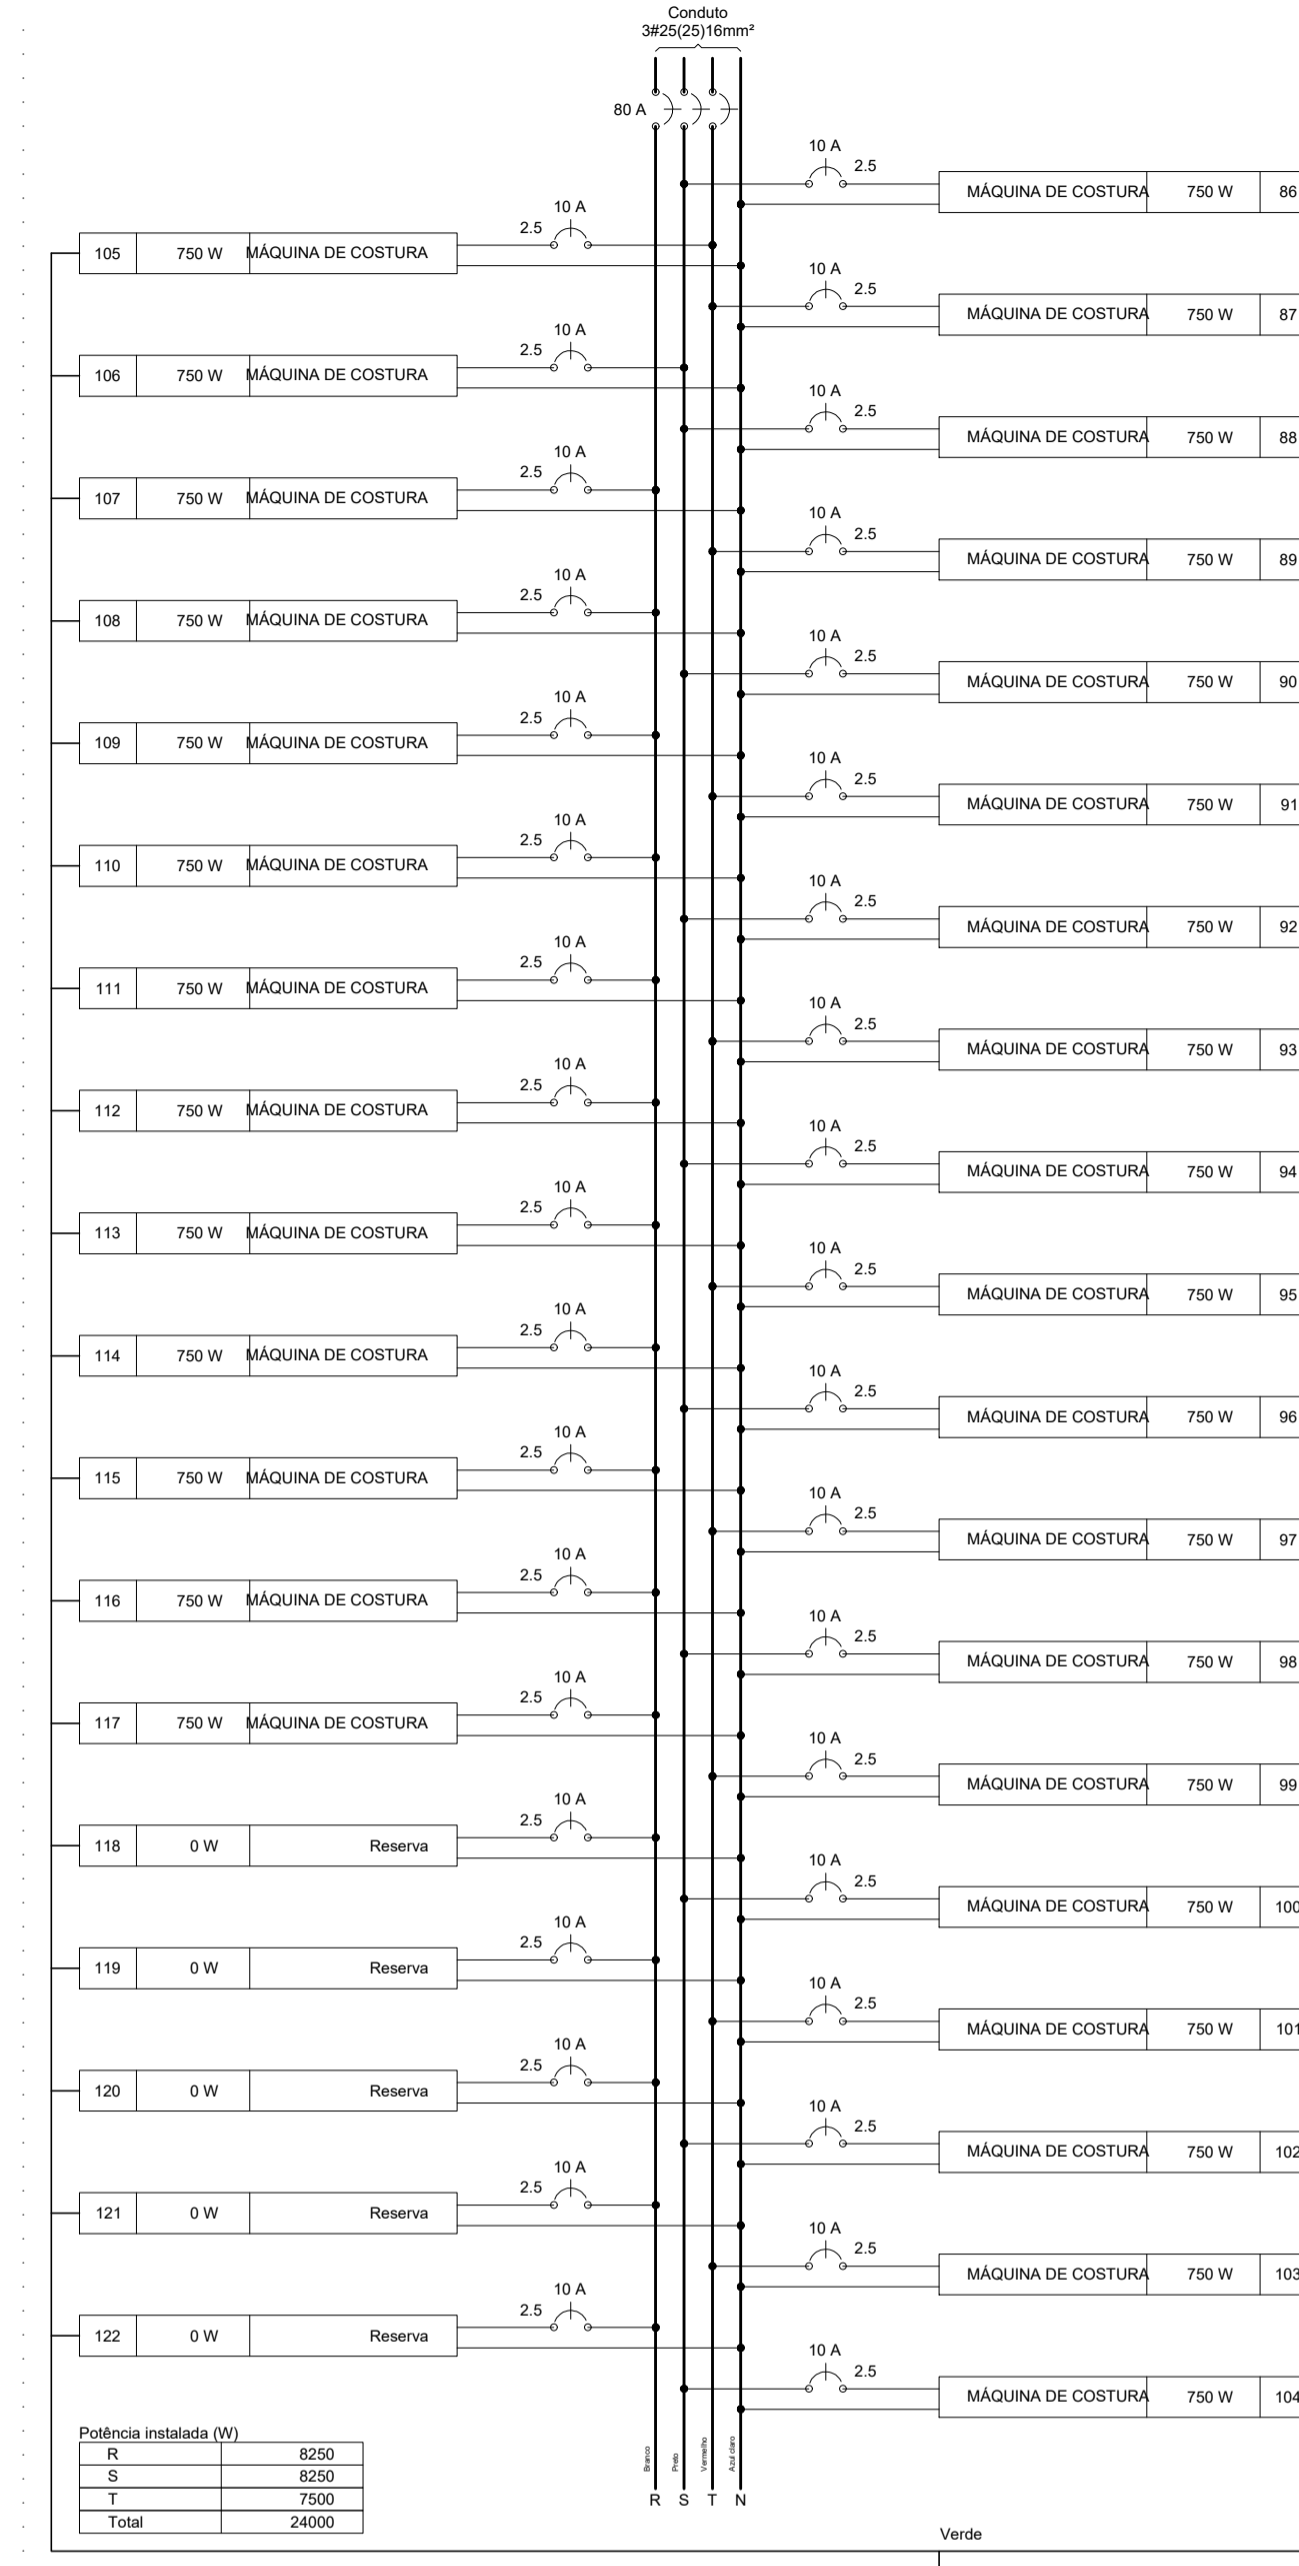 Conduto
3#25(25)16mm²
80 A
10 A
2.5
MÁQUINA DE COSTURA 750 W 86
10 A
2.5
105 750 W MÁQUINA DE COSTURA
10 A
2.5
MÁQUINA DE COSTURA 750 W 87
10 A
2.5
106 750 W MÁQUINA DE COSTURA
10 A
2.5
MÁQUINA DE COSTURA 750 W 88
10 A
2.5
107 750 W MÁQUINA DE COSTURA
10 A
2.5
MÁQUINA DE COSTURA 750 W 89
10 A
2.5
108 750 W MÁQUINA DE COSTURA
10 A
2.5
MÁQUINA DE COSTURA 750 W 90
10 A
2.5
109 750 W MÁQUINA DE COSTURA
10 A
2.5
MÁQUINA DE COSTURA 750 W 91
10 A
2.5
110 750 W MÁQUINA DE COSTURA
10 A
2.5
MÁQUINA DE COSTURA 750 W 92
10 A
2.5
111 750 W MÁQUINA DE COSTURA
10 A
2.5
MÁQUINA DE COSTURA 750 W 93
10 A
2.5
112 750 W MÁQUINA DE COSTURA
10 A
2.5
MÁQUINA DE COSTURA 750 W 94
10 A
2.5
113 750 W MÁQUINA DE COSTURA
10 A
2.5
MÁQUINA DE COSTURA 750 W 95
10 A
2.5
114 750 W MÁQUINA DE COSTURA
10 A
2.5
MÁQUINA DE COSTURA 750 W 96
10 A
2.5
115 750 W MÁQUINA DE COSTURA
10 A
2.5
MÁQUINA DE COSTURA 750 W 97
10 A
2.5
116 750 W MÁQUINA DE COSTURA
10 A
2.5
MÁQUINA DE COSTURA 750 W 98
10 A
2.5
117 750 W MÁQUINA DE COSTURA
10 A
2.5
MÁQUINA DE COSTURA 750 W 99
10 A
2.5
118 0 W Reserva
10 A
2.5
MÁQUINA DE COSTURA 750 W 100
10 A
2.5
119 0 W Reserva
10 A
2.5
MÁQUINA DE COSTURA 750 W 101
10 A
2.5
120 0 W Reserva
10 A
2.5
MÁQUINA DE COSTURA 750 W 102
10 A
2.5
121 0 W Reserva
10 A
2.5
MÁQUINA DE COSTURA 750 W 103
10 A
2.5
122 0 W Reserva
10 A
2.5
MÁQUINA DE COSTURA 750 W 104
Potência instalada (W)
R 8250
S 8250
T 7500
Total 24000
Branco
Preto
Vermelho
Azul claro
R S T N
Verde